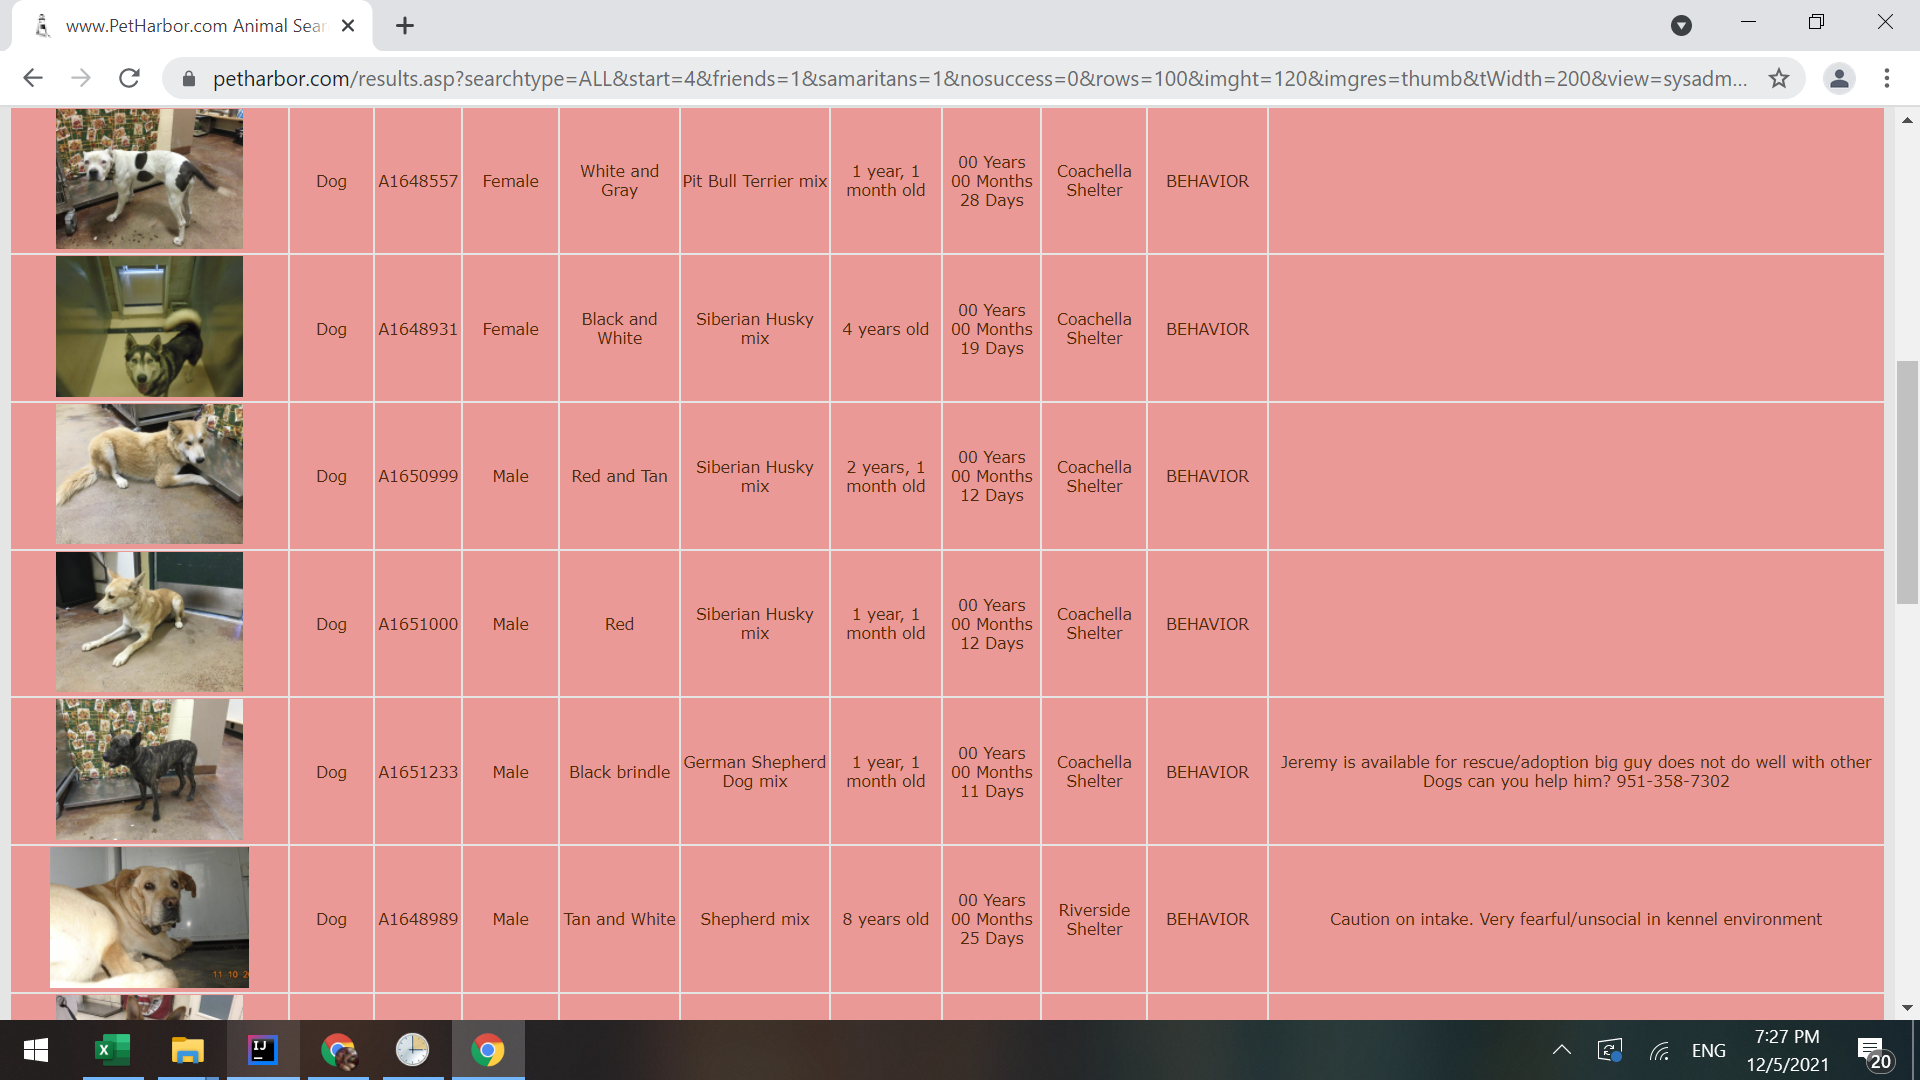 www.PetHarbor.com Animal Sear
petharbor.com/results.asp?searchtype=ALL&start=4&friends=1&samaritans=1&nosuccess=0&rows=100&imght=120&imgres=thumb&tWidth=200&view=sysadm...
Dog
A1648557
Female
White and
Gray
Pit Bull Terrier mix
1 year, 1
month old
00 Years
00 Months
28 Days
Coachella
Shelter
BEHAVIOR
Dog
A1648931
Female
Black and
White
Siberian Husky
mix
4 years old
00 Years
00 Months
19 Days
Coachella
Shelter
BEHAVIOR
Dog
A1650999
Male
Red and Tan
Siberian Husky
mix
2 years, 1
month old
00 Years
00 Months
12 Days
Coachella
Shelter
BEHAVIOR
Dog
A1651000
Male
Red
Siberian Husky
mix
1 year, 1
month old
00 Years
00 Months
12 Days
Coachella
Shelter
BEHAVIOR
Dog
A1651233
Male
Black brindle
German Shepherd
Dog mix
1 year, 1
month old
00 Years
00 Months
11 Days
Coachella
Shelter
BEHAVIOR
Jeremy is available for rescue/adoption big guy does not do well with other
Dogs can you help him? 951-358-7302
11 10 2
Dog
A1648989
Male
Tan and White
Shepherd mix
8 years old
00 Years
00 Months
25 Days
Riverside
Shelter
BEHAVIOR
Caution on intake. Very fearful/unsocial in kennel environment
IJ
ENG
7:27 PM
12/5/2021
20